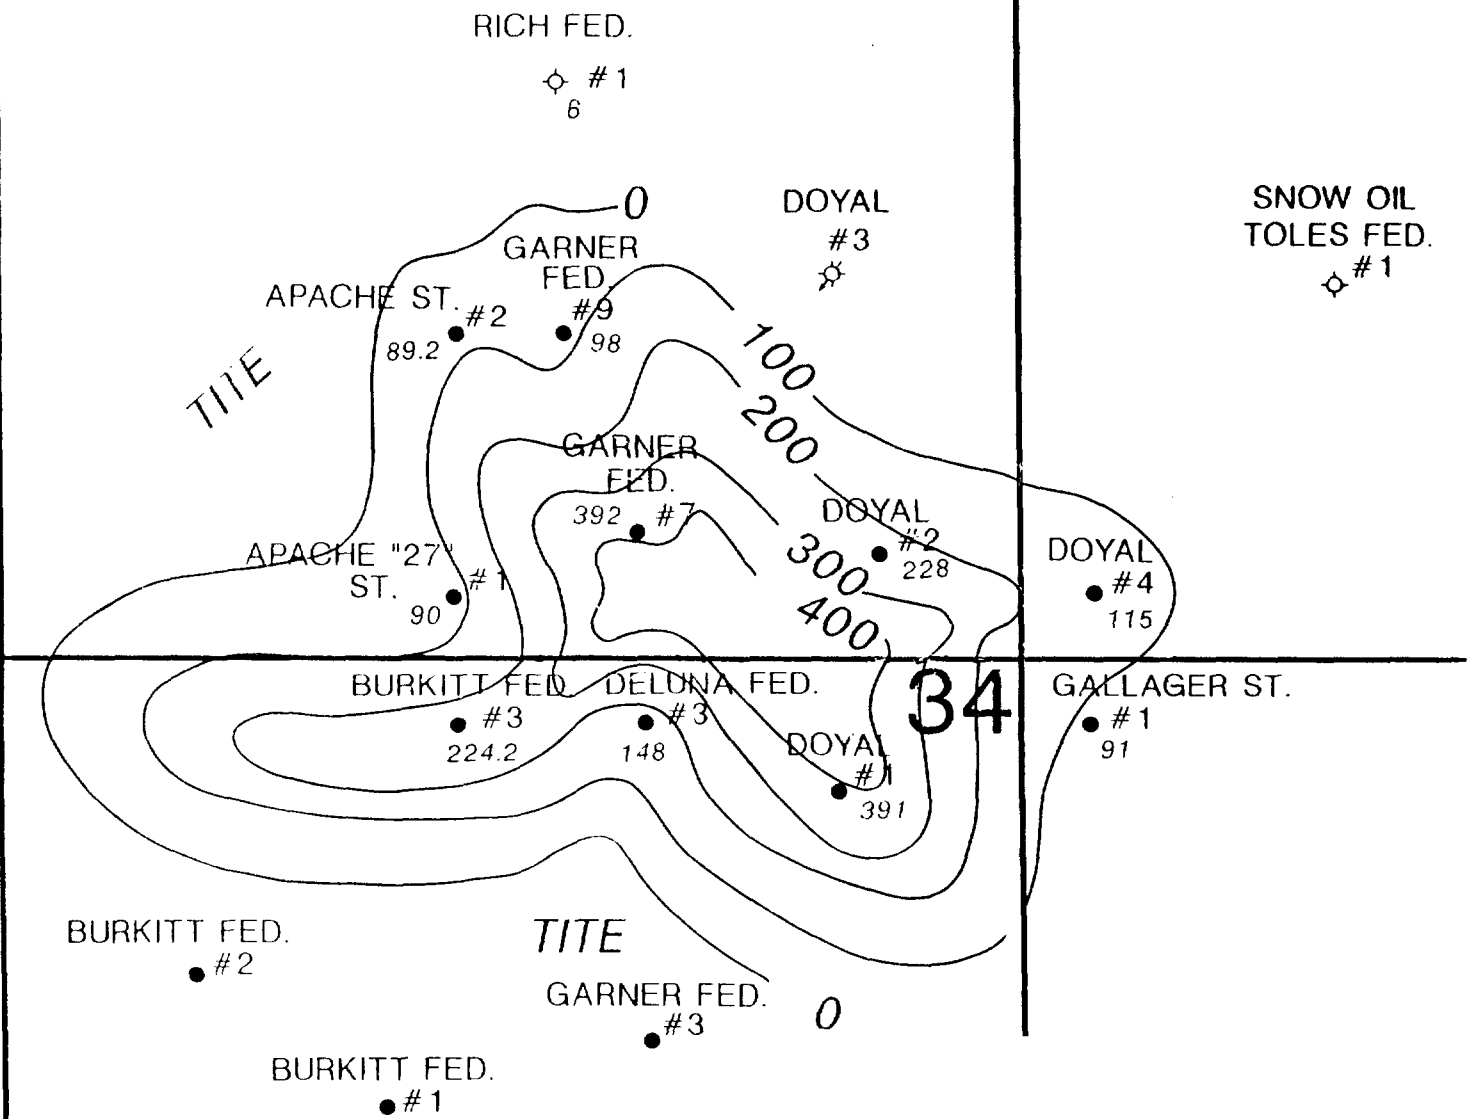 RICH FED.
#1
6
0
DOYAL
#3
SNOW OIL
TOLES FED.
#1
GARNER
FED.
#9
98
APACHE ST.
#2
89.2
TITE
100
200
GARNER
FED.
392 #7
DOYAL
#2
228
300
400
APACHE "27"
ST. #1
90
DOYAL
#4
115
BURKITT FED.
#3
224.2
DELUNA FED.
#3
148
34
GALLAGER ST.
#1
91
DOYAL
#1
391
BURKITT FED.
#2
TITE
GARNER FED.
#3
0
BURKITT FED.
#1